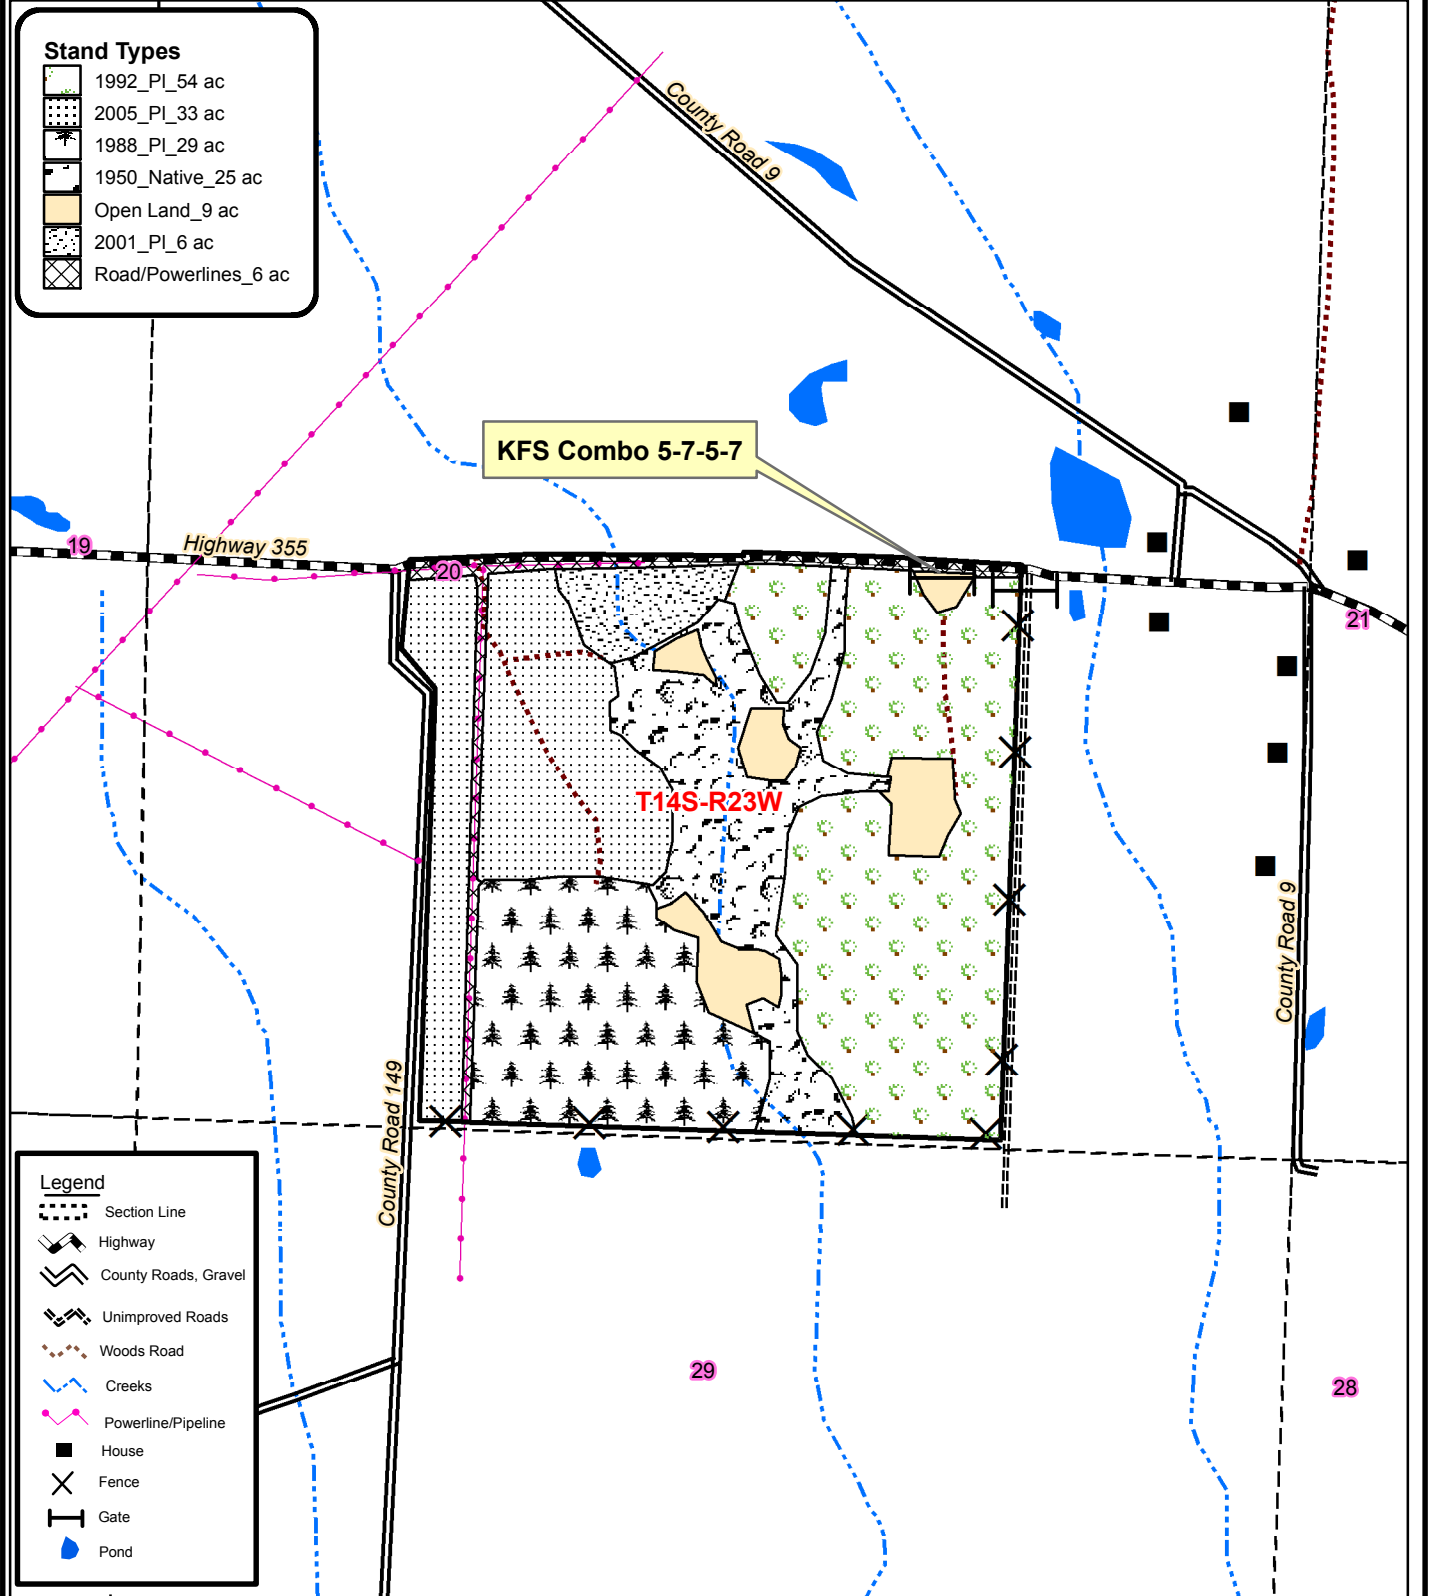 Stand Types
1992_Pl_54 ac
2005_Pl_33 ac
1988_Pl_29 ac
1950_Native_25 ac
Open Land_9 ac
2001_Pl_6 ac
Road/Powerlines_6 ac
County Road 9
KFS Combo 5-7-5-7
19
Highway 355
20
21
T14S-R23W
County Road 9
County Road 149
29
28
Legend
Section Line
Highway
County Roads, Gravel
Unimproved Roads
Woods Road
Creeks
Powerline/Pipeline
House
Fence
Gate
Pond